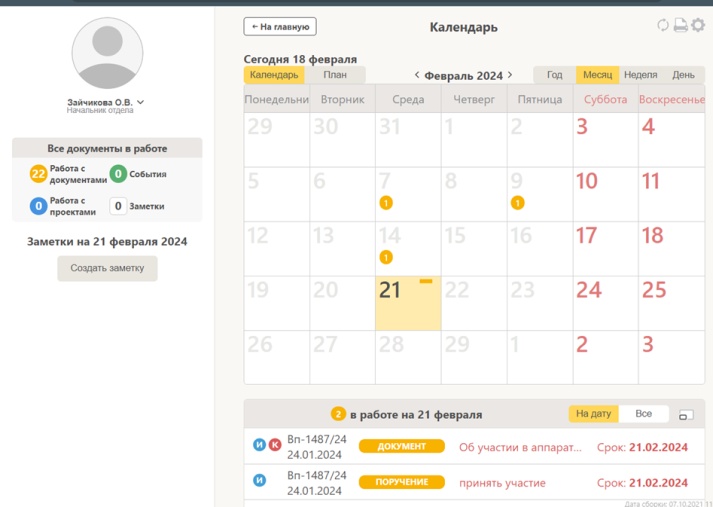 Зайчикова О.В.
Начальник отдела
Все документы в работе
22 Работа с документами 0 События
0 Работа с проектами 0 Заметки
Заметки на 21 февраля 2024
Создать заметку
← На главную
Календарь
Сегодня 18 февраля
Календарь План
< Февраль 2024 >
Год Месяц Неделя День
Понедельни Вторник Среда Четверг Пятница Суббота Воскресенье
29 30 31 1 2 3 4
5 6 7 8 9 10 11
1 1
12 13 14 15 16 17 18
1
19 20 21 22 23 24 25
26 27 28 29 1 2 3
2 в работе на 21 февраля
На дату Все
И К Вп-1487/24 ДОКУМЕНТ Об участии в аппарат... Срок: 21.02.2024
24.01.2024
И Вп-1487/24 ПОРУЧЕНИЕ принять участие Срок: 21.02.2024
24.01.2024
Дата сборки: 07.10.2021 11